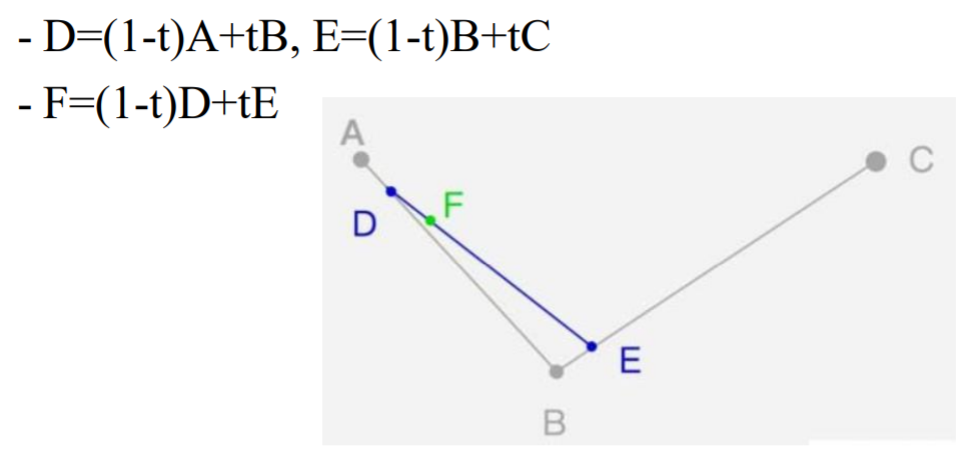 - D=(1-t)A+tB, E=(1-t)B+tC
- F=(1-t)D+tE
A
C
F
D
E
B